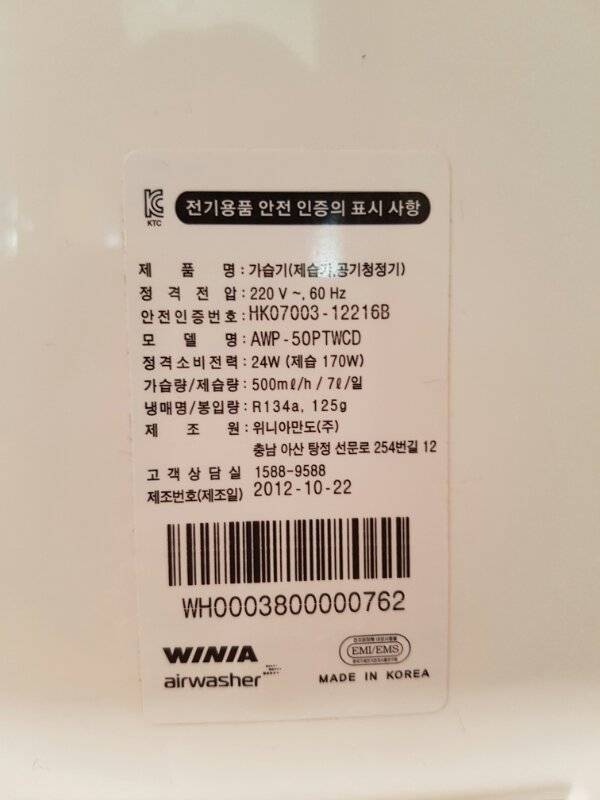 KTC
전기용품 안전 인증의 표시 사항
제 품 명 : 가습기(제습기,공기청정기)
정 격 전 압 : 220 V ~, 60 Hz
안전인증번호 : HK07003-12216B
모 델 명 : AWP-50PTWCD
정격소비전력 : 24W (제습 170W)
가습량/제습량 : 500mℓ/h / 7ℓ/일
냉매명/봉입량 : R134a, 125g
제 조 원 : 위니아만도(주)
충남 아산 탕정 선문로 254번길 12
고 객 상 담 실 1588-9588
제조번호(제조일) 2012-10-22
WH0003800000762
WINIA
airwasher
EMI/EMS
MADE IN KOREA